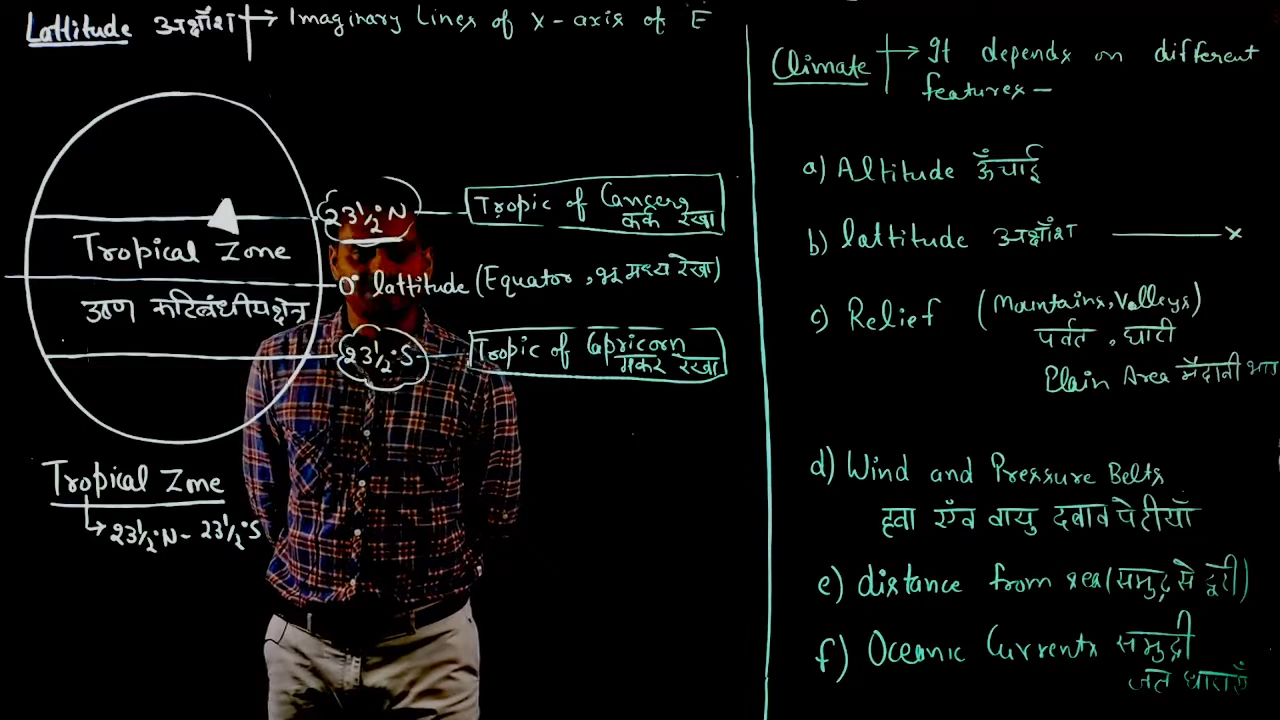 Lattitude अक्षाँश → Imaginary Lines of x-axis of E
23½°N
Tropic of Cancer
कर्क रेखा
Tropical Zone
0° lattitude (Equator, भू मध्य रेखा)
उष्ण कटिबंधीय क्षेत्र
23½°S
Tropic of Capricorn
मकर रेखा
Tropical Zone
→ 23½°N - 23½°S
Climate → It depends on different
features -
a) Altitude ऊँचाई
b) lattitude अक्षाँश x
c) Relief (Mountains, Valleys)
पर्वत, घाटी
Plain Area मैदानी
d) Wind and Pressure Belts
हवा एंव वायु दबाव पेटीयाँ
e) distance from sea (समुद्र से दूरी)
f) Oceanic Currents समुद्री
जल धाराएँ